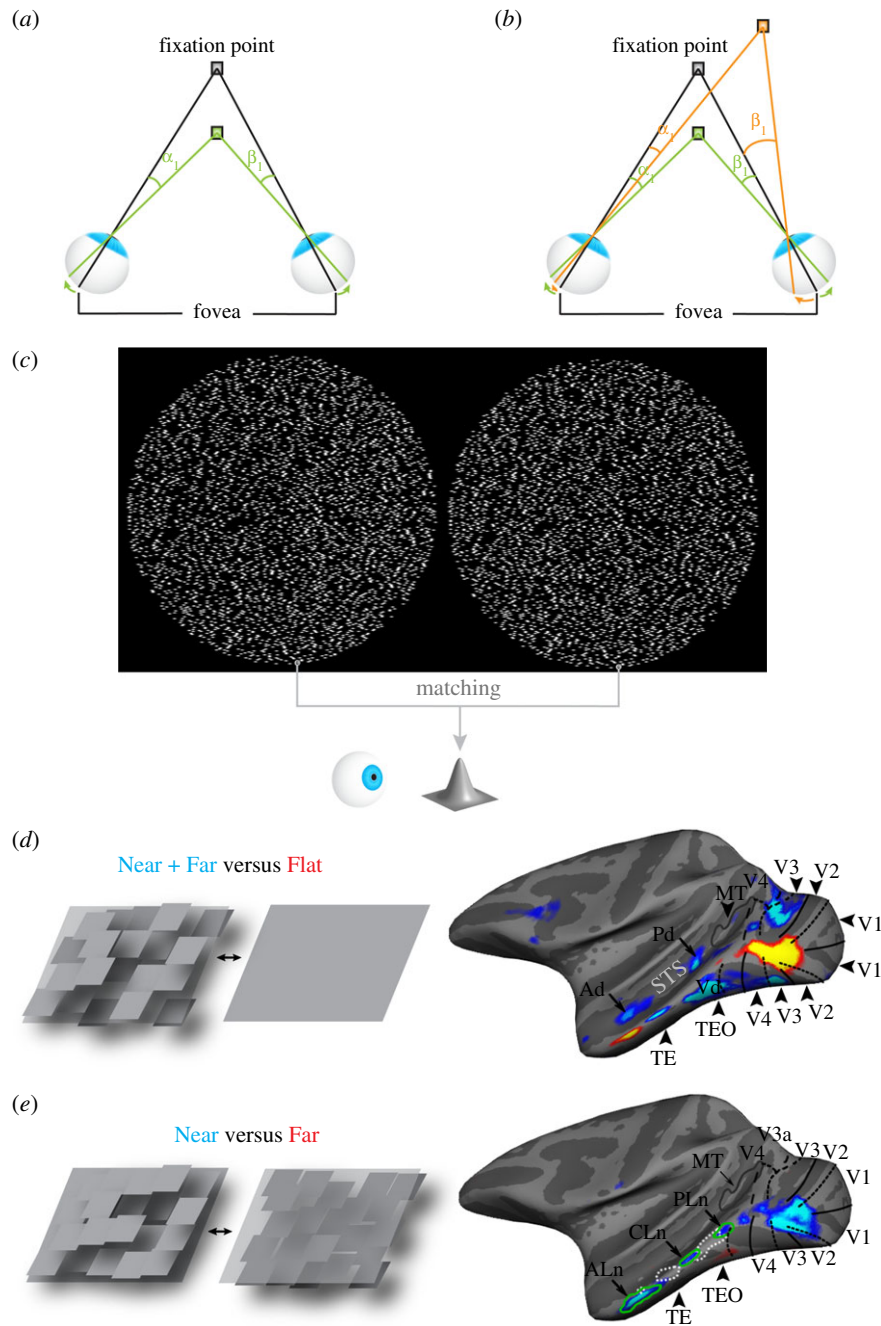 (a)
fixation point
α1
β1
fovea
(b)
fixation point
α1
β1
α1
β1
fovea
(c)
matching
(d)
Near + Far versus Flat
V4
V3
V2
MT
V1
Pd
V1
STS
Ad
Vd
V4
V3
V2
TEO
TE
(e)
Near versus Far
V3a
V4
V3
V2
MT
V1
PLn
V1
CLn
V3
V2
V4
ALn
TEO
TE